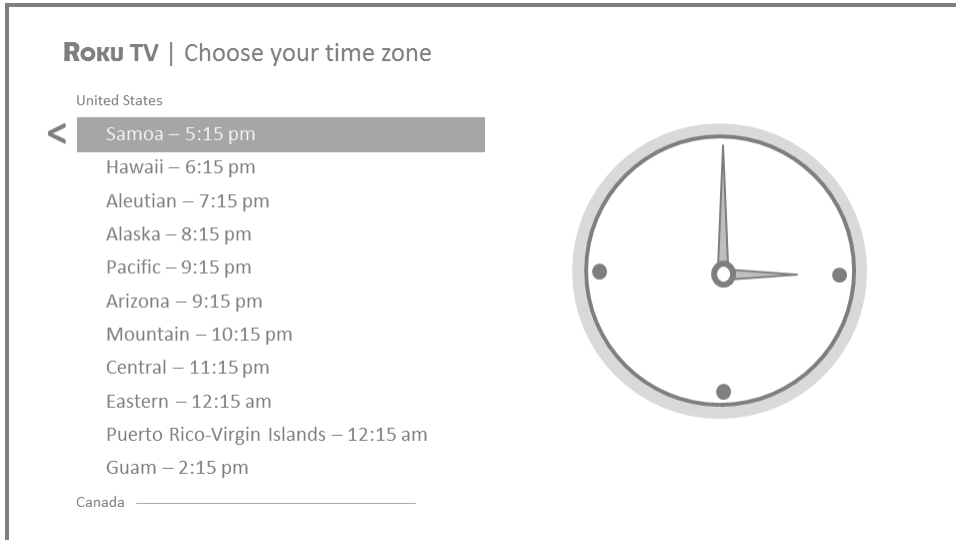 ROKU TV | Choose your time zone
United States
<
Samoa – 5:15 pm
Hawaii – 6:15 pm
Aleutian – 7:15 pm
Alaska – 8:15 pm
Pacific – 9:15 pm
Arizona – 9:15 pm
Mountain – 10:15 pm
Central – 11:15 pm
Eastern – 12:15 am
Puerto Rico-Virgin Islands – 12:15 am
Guam – 2:15 pm
Canada